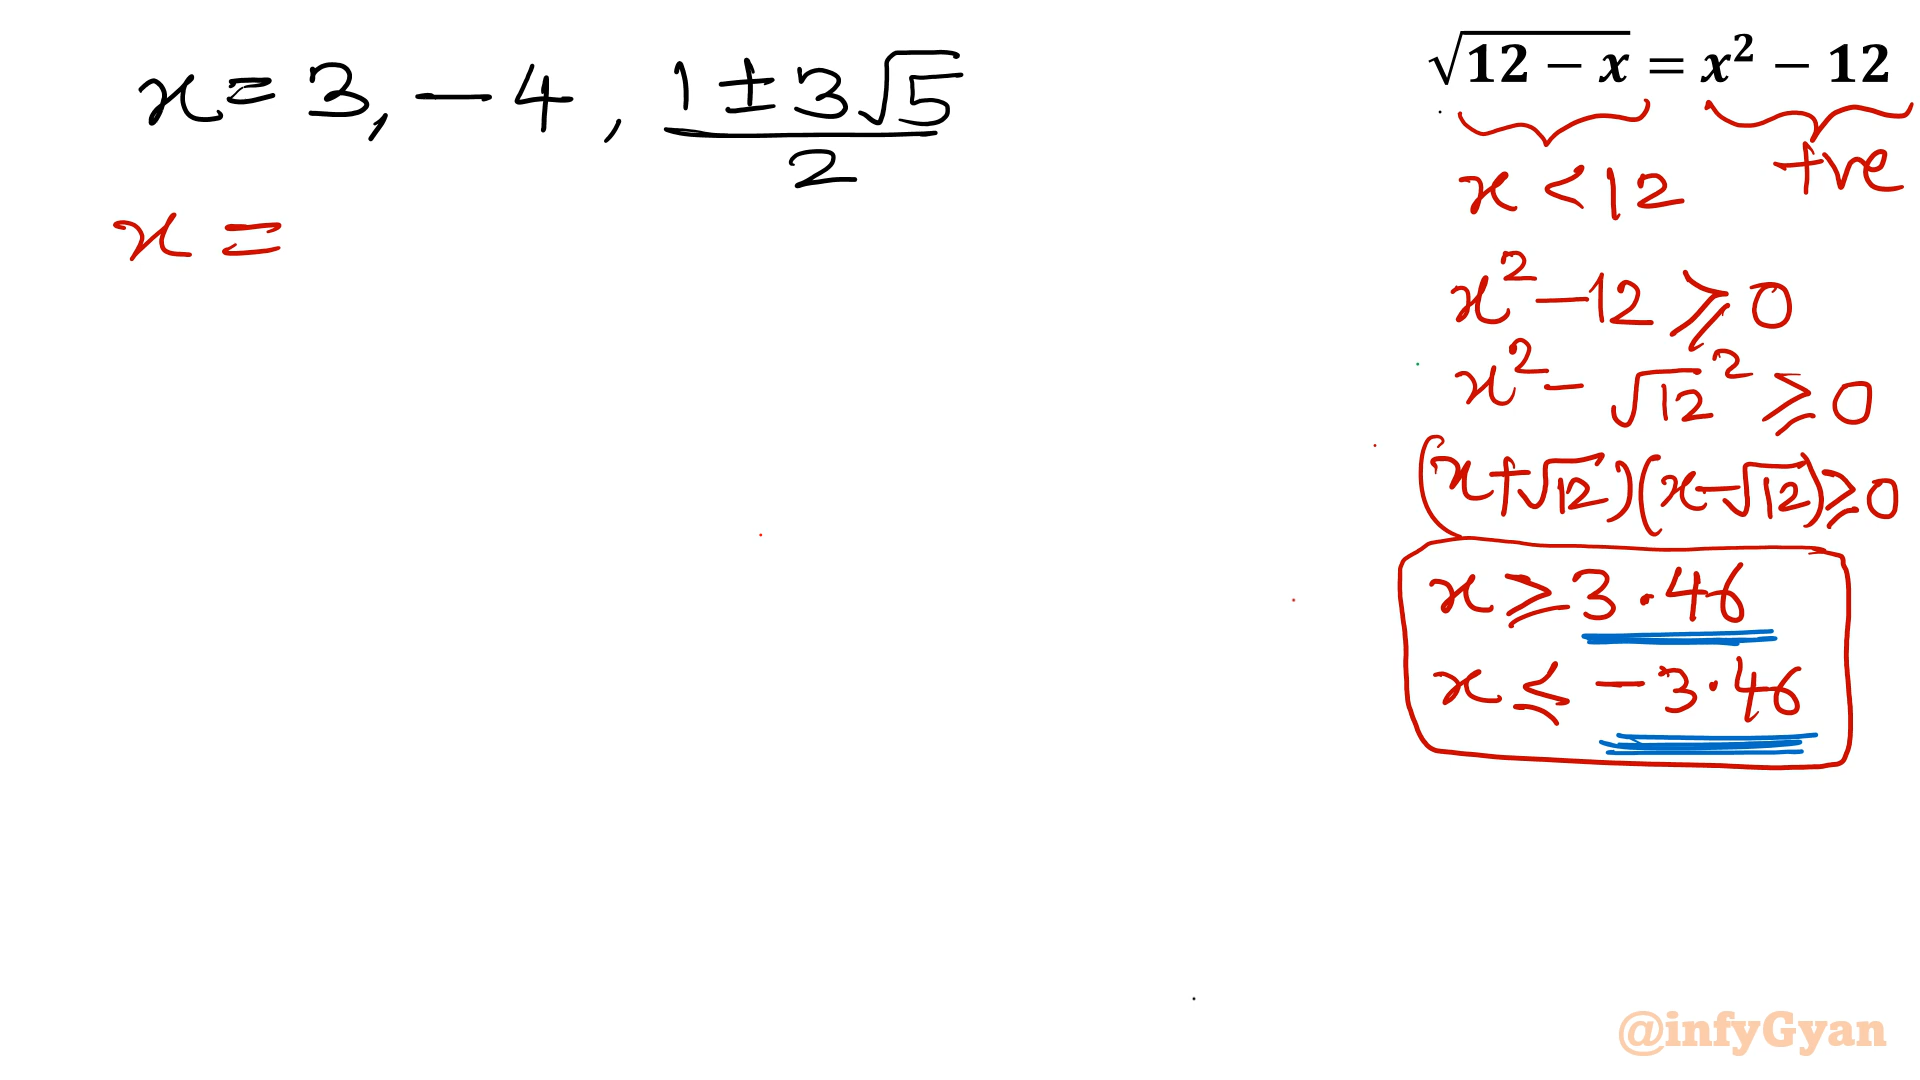 x = 3, − 4 , (1 ± 3√5)/2
x =
√(12 − x) = x² − 12
x < 12
+ve
x² − 12 ⩾ 0
x² − √12² ⩾ 0
(x + √12)(x − √12) ⩾ 0
x ⩾ 3.46
x ⩽ − 3.46
@infyGyan